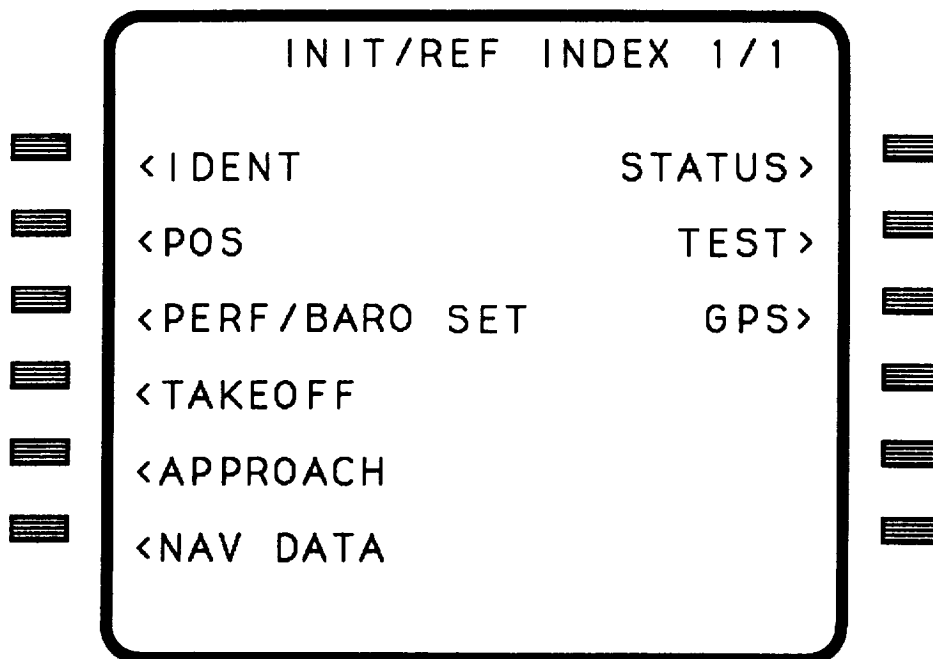 INIT/REF INDEX 1/1
<IDENT STATUS>
<POS TEST>
<PERF/BARO SET GPS>
<TAKEOFF
<APPROACH
<NAV DATA